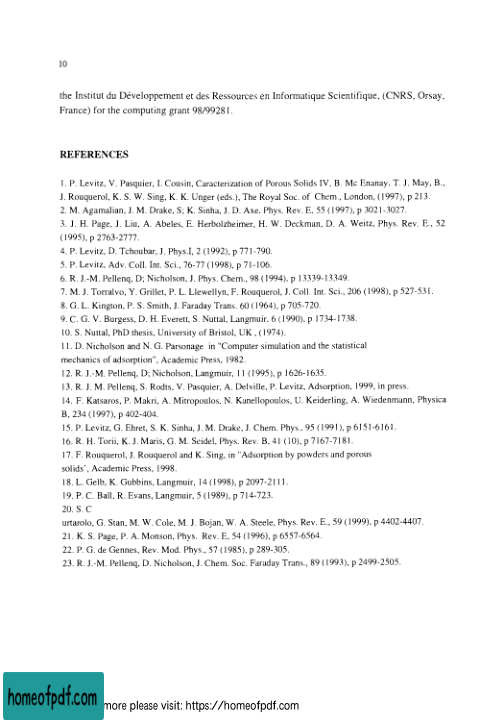 10
the Institut du Développement et des Ressources en Informatique Scientifique, (CNRS, Orsay,
France) for the computing grant 98/99281.
REFERENCES
1. P. Levitz, V. Pasquier, I. Cousin, Caracterization of Porous Solids IV, B. Mc Enanay, T. J. May, B.,
J. Rouquerol, K. S. W. Sing, K. K. Unger (eds.), The Royal Soc. of Chem., London, (1997), p 213.
2. M. Agamalian, J. M. Drake, S; K. Sinha, J. D. Axe, Phys. Rev. E, 55 (1997), p 3021-3027.
3. J. H. Page, J. Liu, A. Abeles, E. Herbolzheimer, H. W. Deckman, D. A. Weitz, Phys. Rev. E., 52
(1995), p 2763-2777.
4. P. Levitz, D. Tchoubar, J. Phys.I, 2 (1992), p 771-790.
5. P. Levitz, Adv. Coll. Int. Sci., 76-77 (1998), p 71-106.
6. R. J.-M. Pellenq, D; Nicholson, J. Phys. Chem., 98 (1994), p 13339-13349.
7. M. J. Torralvo, Y. Grillet, P. L. Llewellyn, F. Rouquerol, J. Coll. Int. Sci., 206 (1998), p 527-531.
8. G. L. Kington, P. S. Smith, J. Faraday Trans. 60 (1964), p 705-720.
9. C. G. V. Burgess, D. H. Everett, S. Nuttal, Langmuir, 6 (1990), p 1734-1738.
10. S. Nuttal, PhD thesis, University of Bristol, UK , (1974).
11. D. Nicholson and N. G. Parsonage in "Computer simulation and the statistical
mechanics of adsorption", Academic Press, 1982.
12. R. J.-M. Pellenq, D; Nicholson, Langmuir, 11 (1995), p 1626-1635.
13. R. J. M. Pellenq, S. Rodts, V. Pasquier, A. Delville, P. Levitz, Adsorption, 1999, in press.
14. F. Katsaros, P. Makri, A. Mitropoulos, N. Kanellopoulos, U. Keiderling, A. Wiedenmann, Physica
B, 234 (1997), p 402-404.
15. P. Levitz, G. Ehret, S. K. Sinha, J. M. Drake, J. Chem. Phys., 95 (1991), p 6151-6161.
16. R. H. Torii, K. J. Maris, G. M. Seidel, Phys. Rev. B, 41 (10), p 7167-7181.
17. F. Rouquerol, J. Rouquerol and K. Sing, in "Adsorption by powders and porous
solids", Academic Press, 1998.
18. L. Gelb, K. Gubbins, Langmuir, 14 (1998), p 2097-2111.
19. P. C. Ball, R. Evans, Langmuir, 5 (1989), p 714-723.
20. S. C
urtarolo, G. Stan, M. W. Cole, M. J. Bojan, W. A. Steele, Phys. Rev. E., 59 (1999), p 4402-4407.
21. K. S. Page, P. A. Monson, Phys. Rev. E, 54 (1996), p 6557-6564.
22. P. G. de Gennes, Rev. Mod. Phys., 57 (1985), p 289-305.
23. R. J.-M. Pellenq, D. Nicholson, J. Chem. Soc. Faraday Trans., 89 (1993), p 2499-2505.
homeofpdf.com more please visit: https://homeofpdf.com